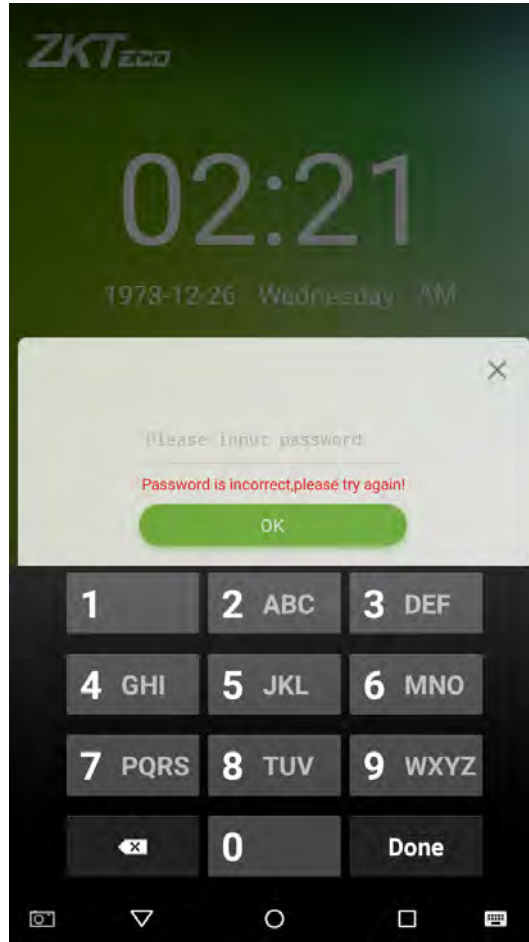 ZKTeco
02:21
1973-12-26 Wednesday AM
Please input password
Password is incorrect,please try again!
OK
1
2 ABC
3 DEF
4 GHI
5 JKL
6 MNO
7 PQRS
8 TUV
9 WXYZ
0
Done